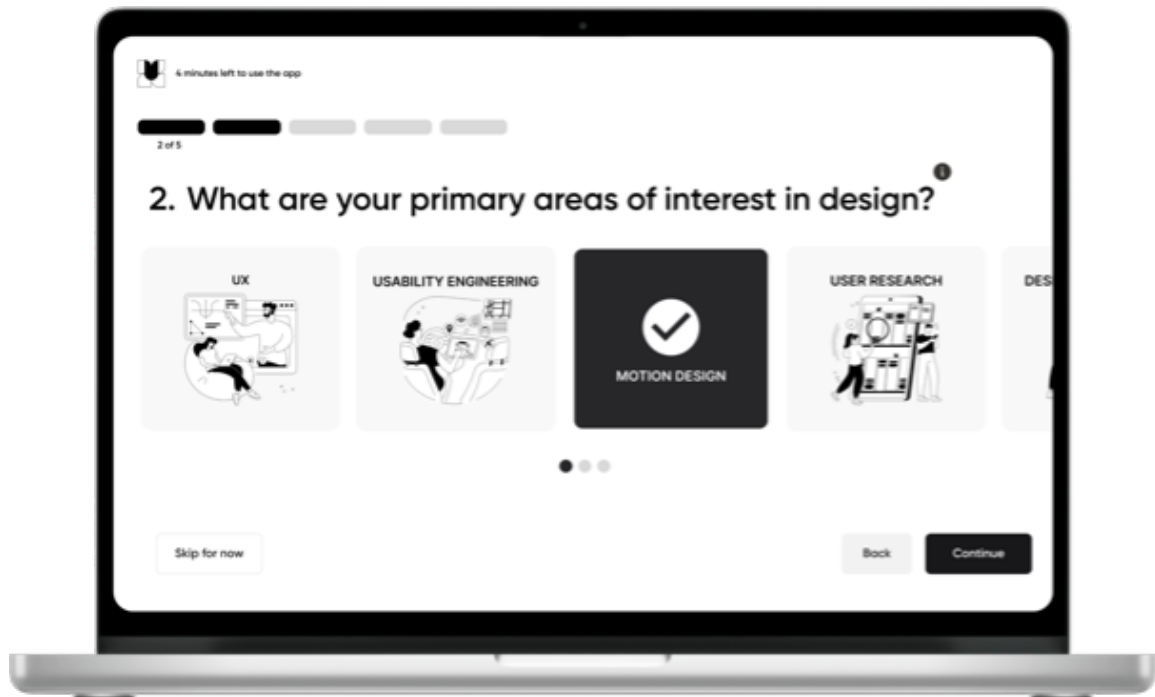 4 minutes left to use the app
2 of 5
2. What are your primary areas of interest in design?
UX
USABILITY ENGINEERING
MOTION DESIGN
USER RESEARCH
DES
Skip for now
Back
Continue